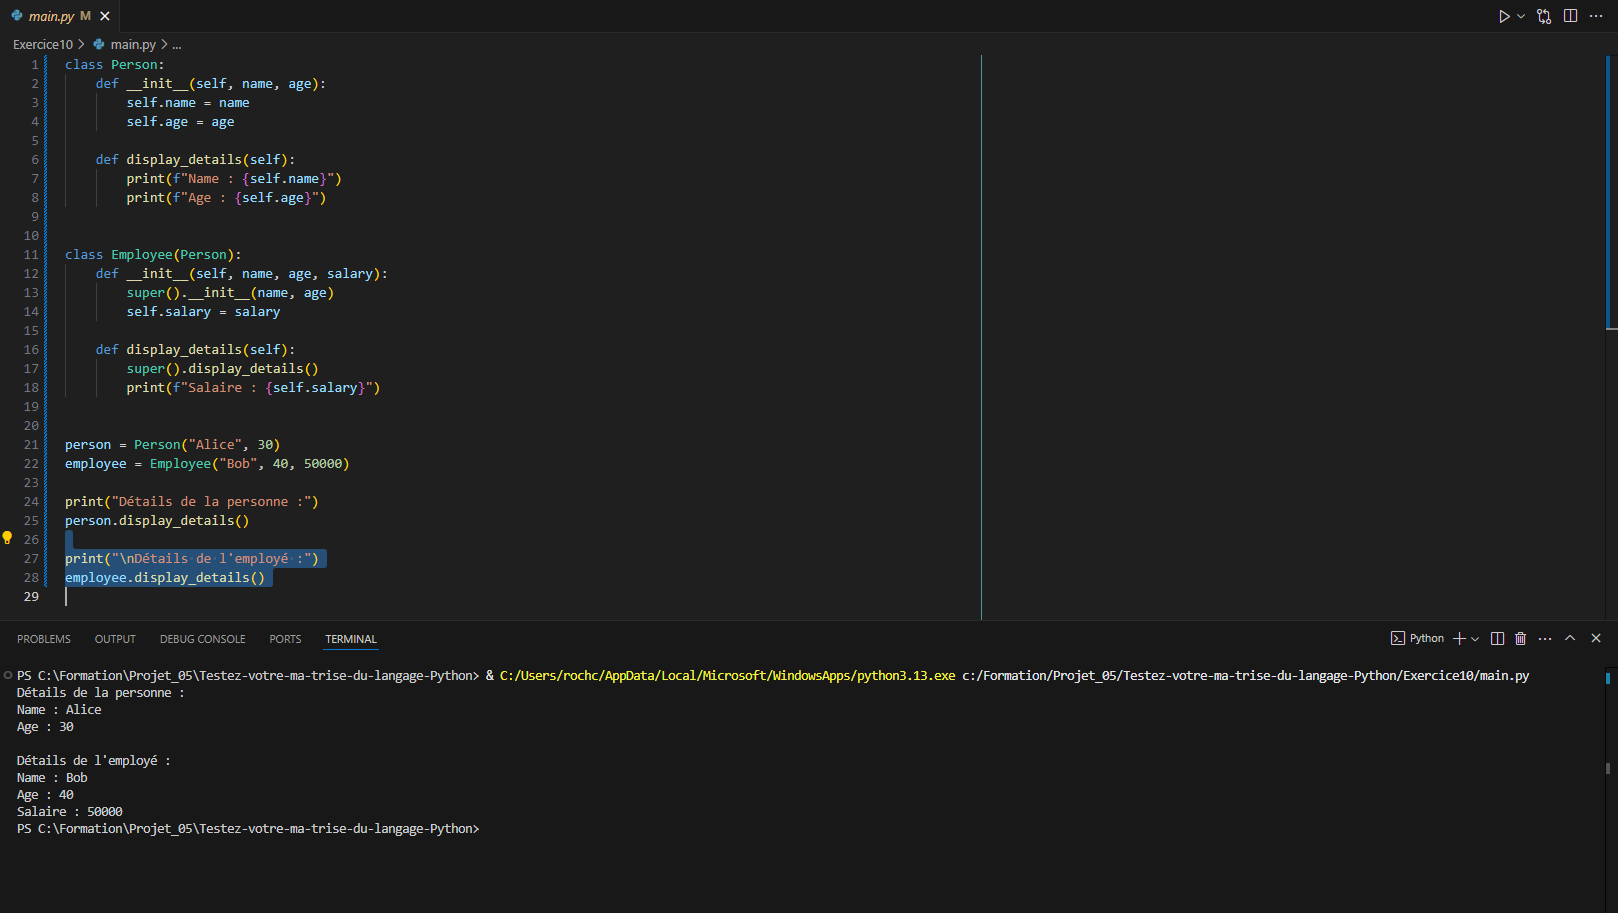 main.py M
Exercice10 > main.py > ...
1 class Person:
2 def __init__(self, name, age):
3 self.name = name
4 self.age = age
5
6 def display_details(self):
7 print(f"Name : {self.name}")
8 print(f"Age : {self.age}")
9
10
11 class Employee(Person):
12 def __init__(self, name, age, salary):
13 super().__init__(name, age)
14 self.salary = salary
15
16 def display_details(self):
17 super().display_details()
18 print(f"Salaire : {self.salary}")
19
20
21 person = Person("Alice", 30)
22 employee = Employee("Bob", 40, 50000)
23
24 print("Détails de la personne :")
25 person.display_details()
26
27 print("\nDétails·de·l'employé·:")
28 employee.display_details()
29
PROBLEMS OUTPUT DEBUG CONSOLE PORTS TERMINAL Python
PS C:\Formation\Projet_05\Testez-votre-ma-trise-du-langage-Python> & C:/Users/rochc/AppData/Local/Microsoft/WindowsApps/python3.13.exe c:/Formation/Projet_05/Testez-votre-ma-trise-du-langage-Python/Exercice10/main.py
Détails de la personne :
Name : Alice
Age : 30
Détails de l'employé :
Name : Bob
Age : 40
Salaire : 50000
PS C:\Formation\Projet_05\Testez-votre-ma-trise-du-langage-Python>